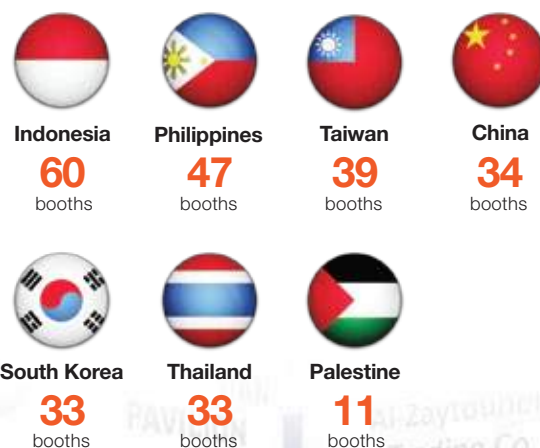 Indonesia
Philippines
Taiwan
China
60
47
39
34
booths
booths
booths
booths
South Korea
Thailand
Palestine
33
33
11
booths
booths
booths